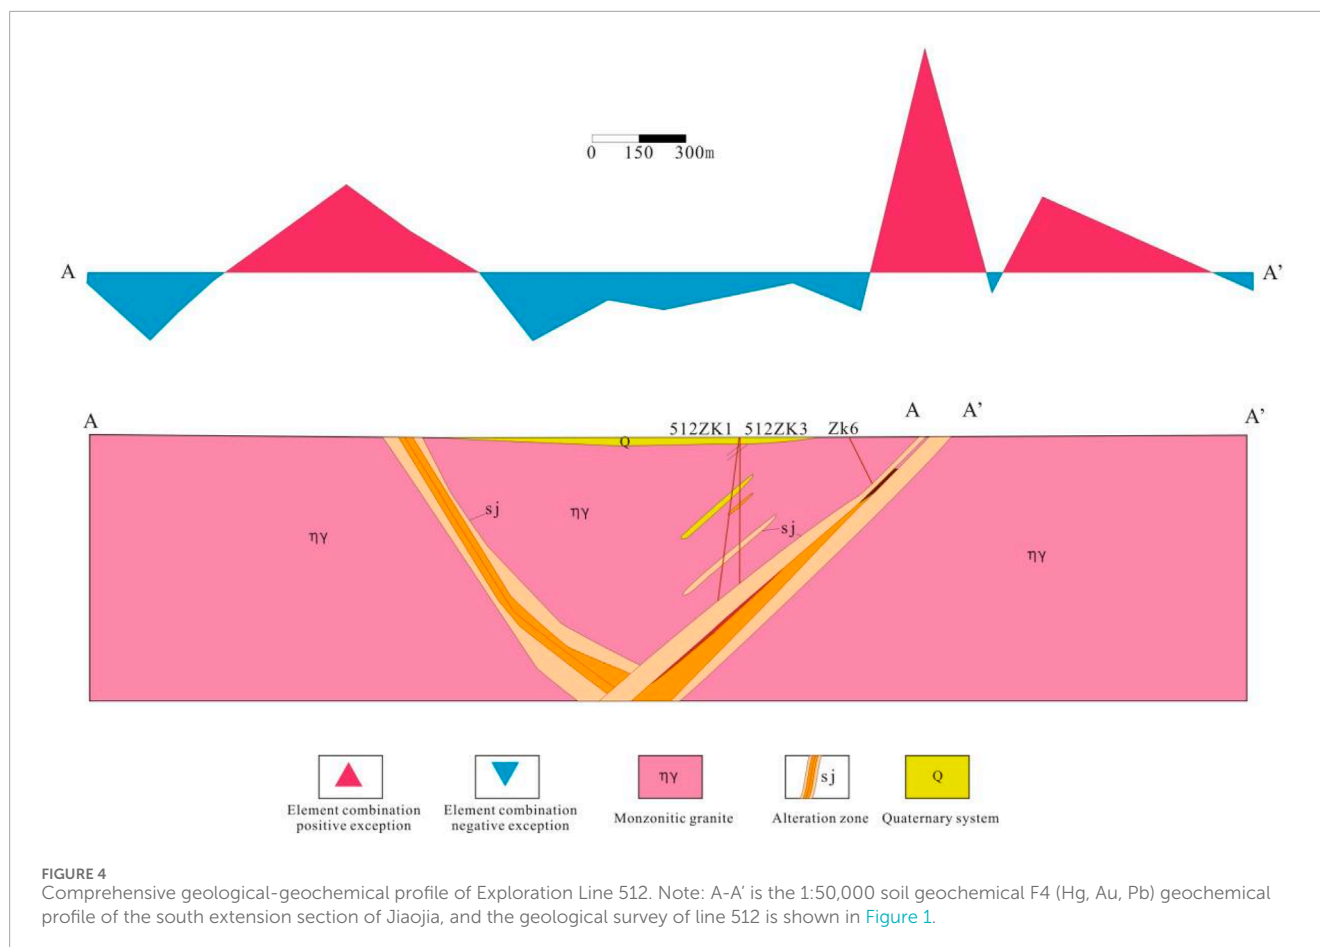 0 150 300m
A A’
A A A’ A’
512ZK1 512ZK3 Zk6
Q
sj ηγ sj
ηγ ηγ
ηγ sj Q
Element combination
positive exception
Element combination
negative exception
Monzonitic granite
Alteration zone
Quaternary system
FIGURE 4
Comprehensive geological-geochemical profile of Exploration Line 512. Note: A-A’ is the 1:50,000 soil geochemical F4 (Hg, Au, Pb) geochemical
profile of the south extension section of Jiaojia, and the geological survey of line 512 is shown in Figure 1.